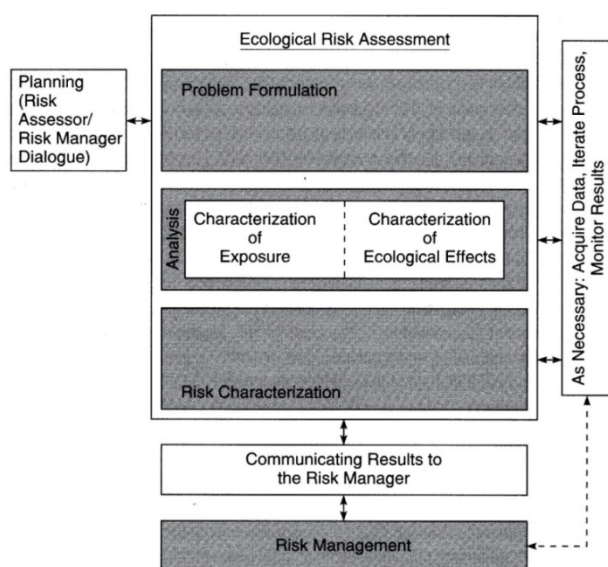 Ecological Risk Assessment
Planning
(Risk
Assessor/
Risk Manager
Dialogue)
Problem Formulation
Analysis
Characterization
of
Exposure
Characterization
of
Ecological Effects
Risk Characterization
As Necessary: Acquire Data, Iterate Process,
Monitor Results
Communicating Results to
the Risk Manager
Risk Management